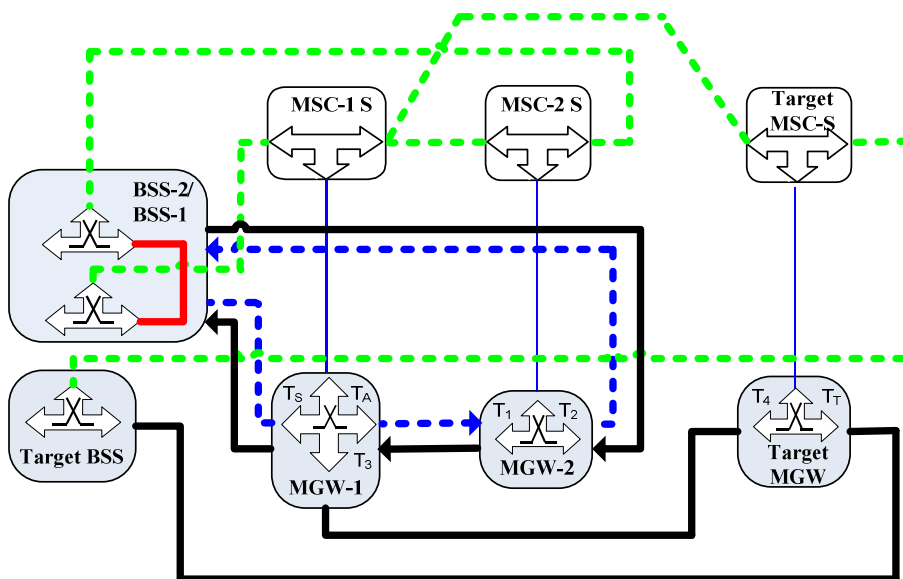 MSC-1 S
MSC-2 S
Target
MSC-S
BSS-2/
BSS-1
Target BSS
TS
TA
T3
MGW-1
T1
T2
MGW-2
T4
TT
Target
MGW